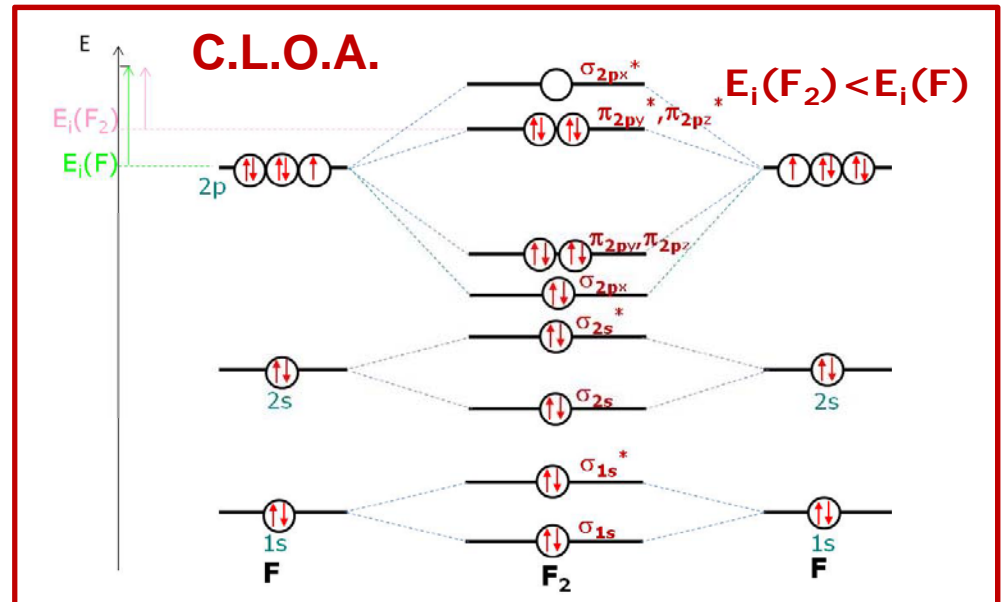 E
C.L.O.A.
σ2px*
Ei(F2)<Ei(F)
π2py*,π2pz*
Ei(F2)
Ei(F)
2p
π2py,π2pz
σ2px
σ2s*
2s
σ2s
2s
σ1s*
σ1s
1s
1s
F
F2
F